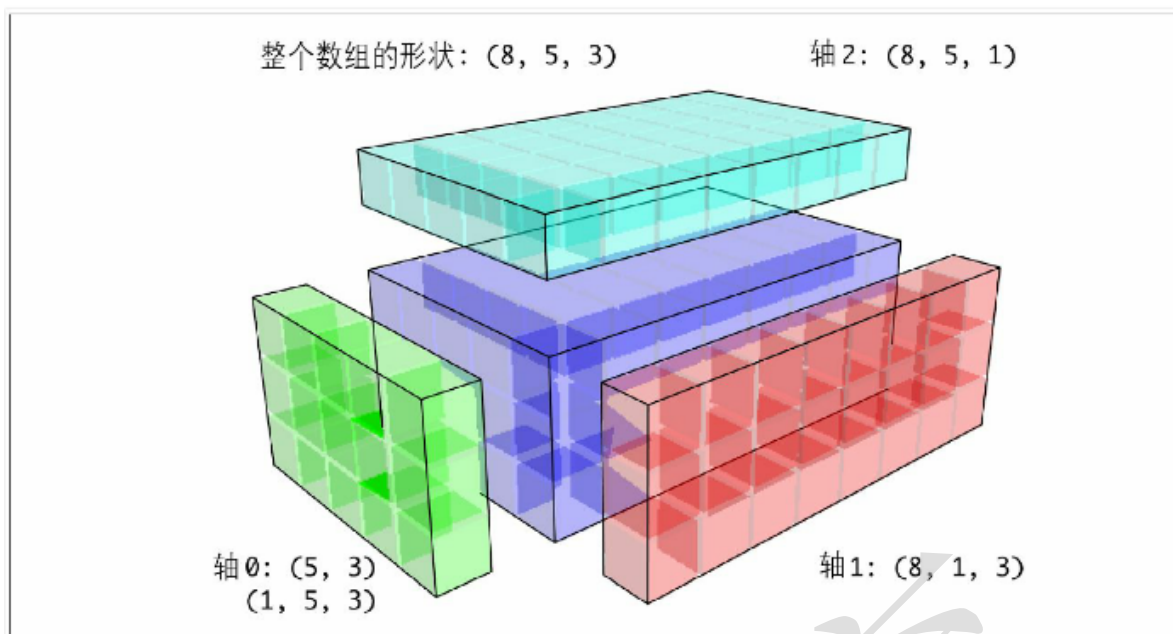 整个数组的形状: (8, 5, 3)
轴2: (8, 5, 1)
轴0: (5, 3)
(1, 5, 3)
轴1: (8, 1, 3)